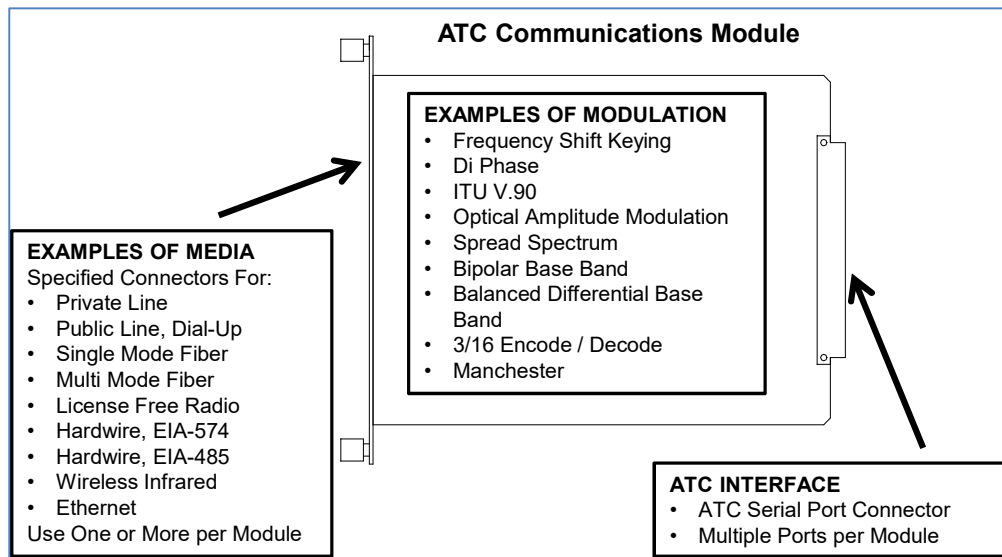 ATC Communications Module
EXAMPLES OF MODULATION
• Frequency Shift Keying
• Di Phase
• ITU V.90
• Optical Amplitude Modulation
• Spread Spectrum
• Bipolar Base Band
• Balanced Differential Base
Band
• 3/16 Encode / Decode
• Manchester
EXAMPLES OF MEDIA
Specified Connectors For:
• Private Line
• Public Line, Dial-Up
• Single Mode Fiber
• Multi Mode Fiber
• License Free Radio
• Hardwire, EIA-574
• Hardwire, EIA-485
• Wireless Infrared
• Ethernet
Use One or More per Module
ATC INTERFACE
• ATC Serial Port Connector
• Multiple Ports per Module